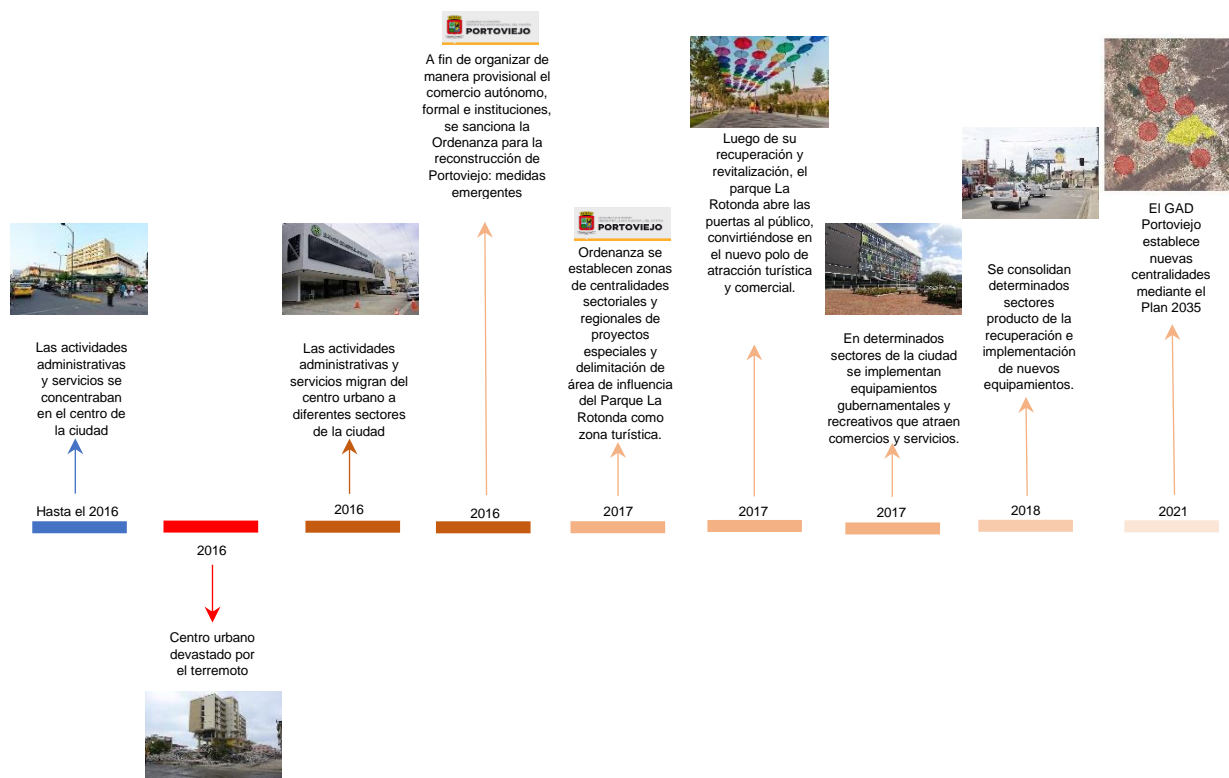 PORTOVIEJO
A fin de organizar de
manera provisional el
comercio autónomo,
formal e instituciones,
se sanciona la
Ordenanza para la
reconstrucción de
Portoviejo: medidas
emergentes
Luego de su
recuperación y
revitalización, el
parque La
Rotonda abre las
puertas al público,
convirtiéndose en
el nuevo polo de
atracción turística
y comercial.
El GAD
Portoviejo
establece
nuevas
centralidades
mediante el
Plan 2035
PORTOVIEJO
Ordenanza se
establecen zonas
de centralidades
sectoriales y
regionales de
proyectos
especiales y
delimitación de
área de influencia
del Parque La
Rotonda como
zona turística.
Se consolidan
determinados
sectores
producto de la
recuperación e
implementación
de nuevos
equipamientos.
Las actividades
administrativas
y servicios se
concentraban
en el centro de
la ciudad
Las actividades
administrativas y
servicios migran del
centro urbano a
diferentes sectores
de la ciudad
En determinados
sectores de la ciudad
se implementan
equipamientos
gubernamentales y
recreativos que atraen
comercios y servicios.
Hasta el 2016
2016
2016
2017
2017
2017
2018
2021
2016
Centro urbano
devastado por
el terremoto